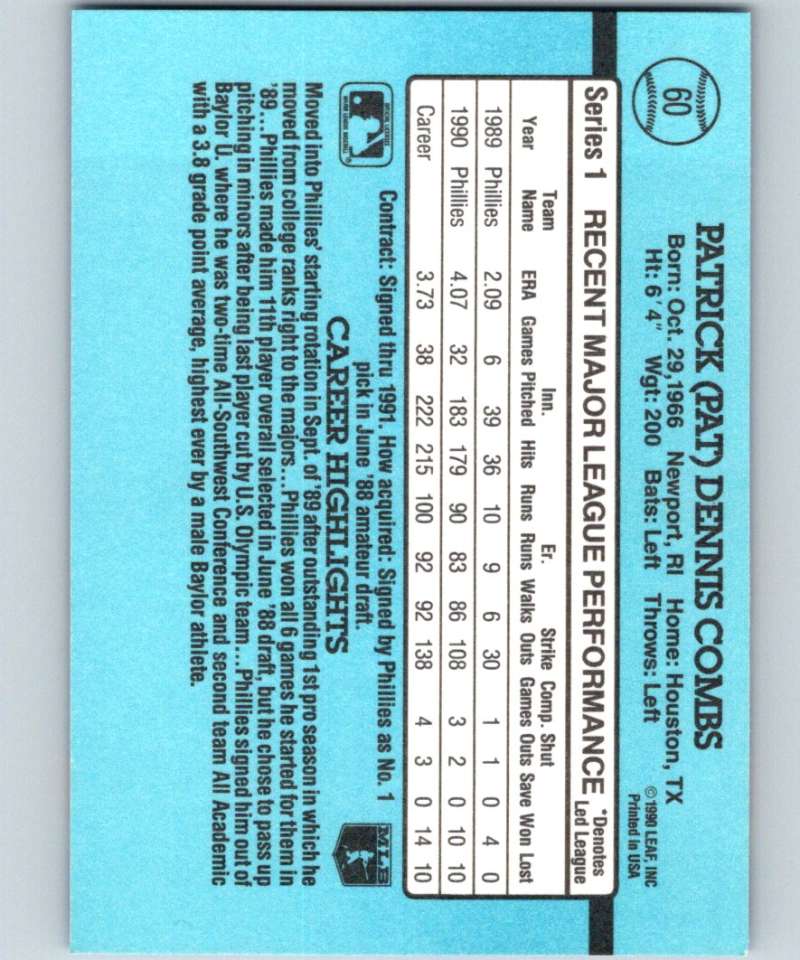 60
PATRICK (PAT) DENNIS COMBS
Born: Oct. 29, 1966 Newport, RI Home: Houston, TX
Ht: 6' 4" Wgt: 200 Bats: Left Throws: Left
© 1990 LEAF, INC
Printed in USA
Series 1 RECENT MAJOR LEAGUE PERFORMANCE *Denotes Led League
Year Team Name ERA Games Inn. Pitched Hits Runs Er. Runs Walks Strike Outs Comp. Games Shut Outs Save Won Lost
1989 Phillies 2.09 6 39 36 10 9 6 30 1 1 0 4 0
1990 Phillies 4.07 32 183 179 90 83 86 108 3 2 0 10 10
Career 3.73 38 222 215 100 92 92 138 4 3 0 14 10
Contract: Signed thru 1991. How acquired: Signed by Phillies as No. 1
pick in June '88 amateur draft.
CAREER HIGHLIGHTS
Moved into Phillies' starting rotation in Sept. of '89 after outstanding 1st pro season in which he
moved from college ranks right to the majors... Phillies won all 6 games he started for them in
'89... Phillies made him 11th player overall selected in June '88 draft, but he chose to pass up
pitching in minors after being last player cut by U.S. Olympic team... Phillies signed him out of
Baylor U. where he was two-time All-Southwest Conference and second team All Academic
with a 3.8 grade point average, highest ever by a male Baylor athlete.
MLB